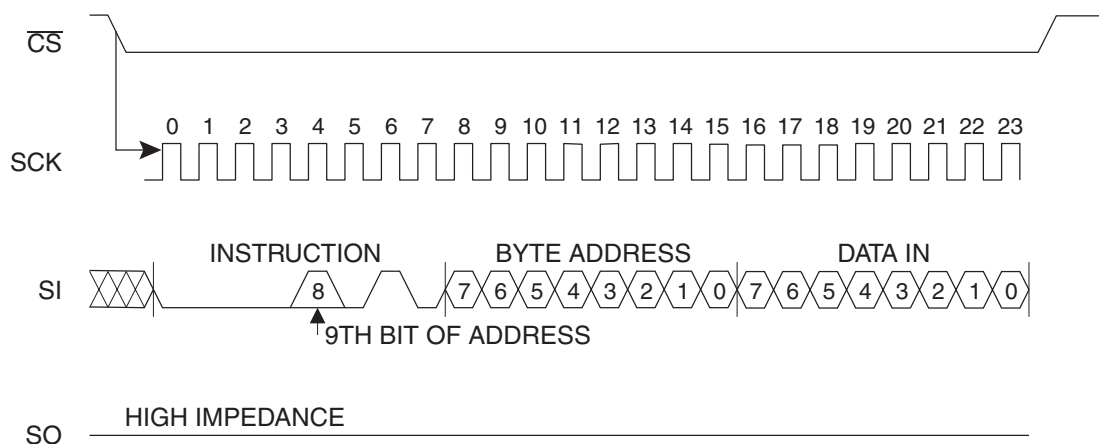 CS
0 1 2 3 4 5 6 7 8 9 10 11 12 13 14 15 16 17 18 19 20 21 22 23
SCK
INSTRUCTION BYTE ADDRESS DATA IN
SI 8 7 6 5 4 3 2 1 0 7 6 5 4 3 2 1 0
9TH BIT OF ADDRESS
HIGH IMPEDANCE
SO